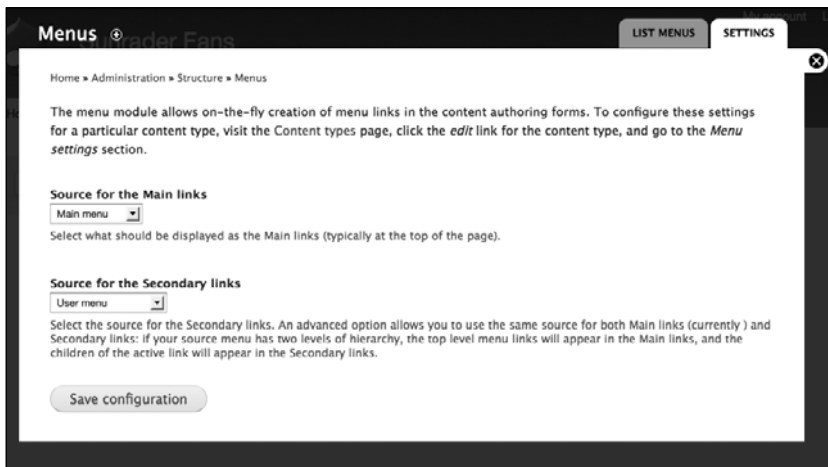 My account
Menus
LIST MENUS
SETTINGS
Home » Administration » Structure » Menus
The menu module allows on-the-fly creation of menu links in the content authoring forms. To configure these settings
for a particular content type, visit the Content types page, click the edit link for the content type, and go to the Menu
settings section.
Source for the Main links
Main menu
Select what should be displayed as the Main links (typically at the top of the page).
Source for the Secondary links
User menu
Select the source for the Secondary links. An advanced option allows you to use the same source for both Main links (currently ) and
Secondary links: if your source menu has two levels of hierarchy, the top level menu links will appear in the Main links, and the
children of the active link will appear in the Secondary links.
Save configuration